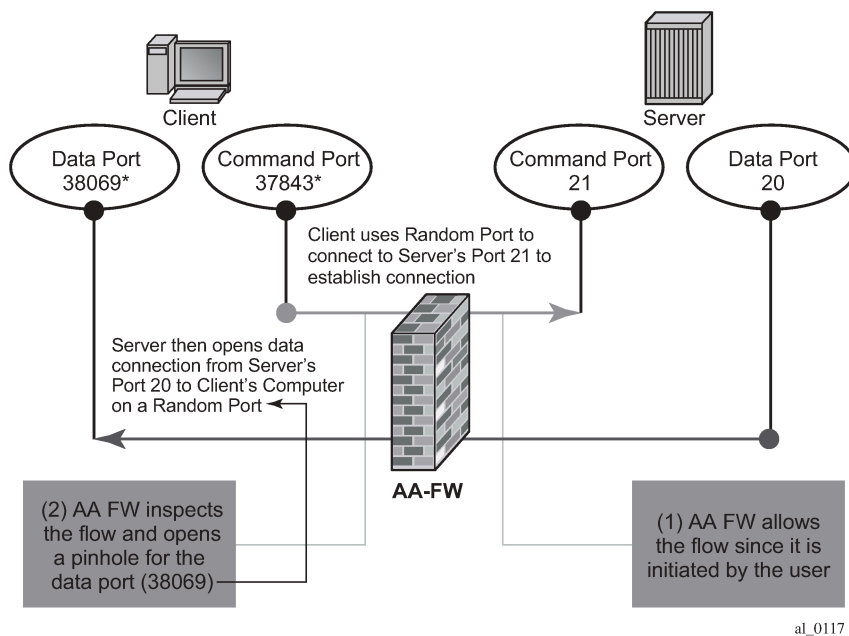 Client
Server
Data Port
38069*
Command Port
37843*
Command Port
21
Data Port
20
Client uses Random Port to
connect to Server's Port 21 to
establish connection
Server then opens data
connection from Server's
Port 20 to Client's Computer
on a Random Port
AA-FW
(2) AA FW inspects
the flow and opens
a pinhole for the
data port (38069)
(1) AA FW allows
the flow since it is
initiated by the user
al_0117